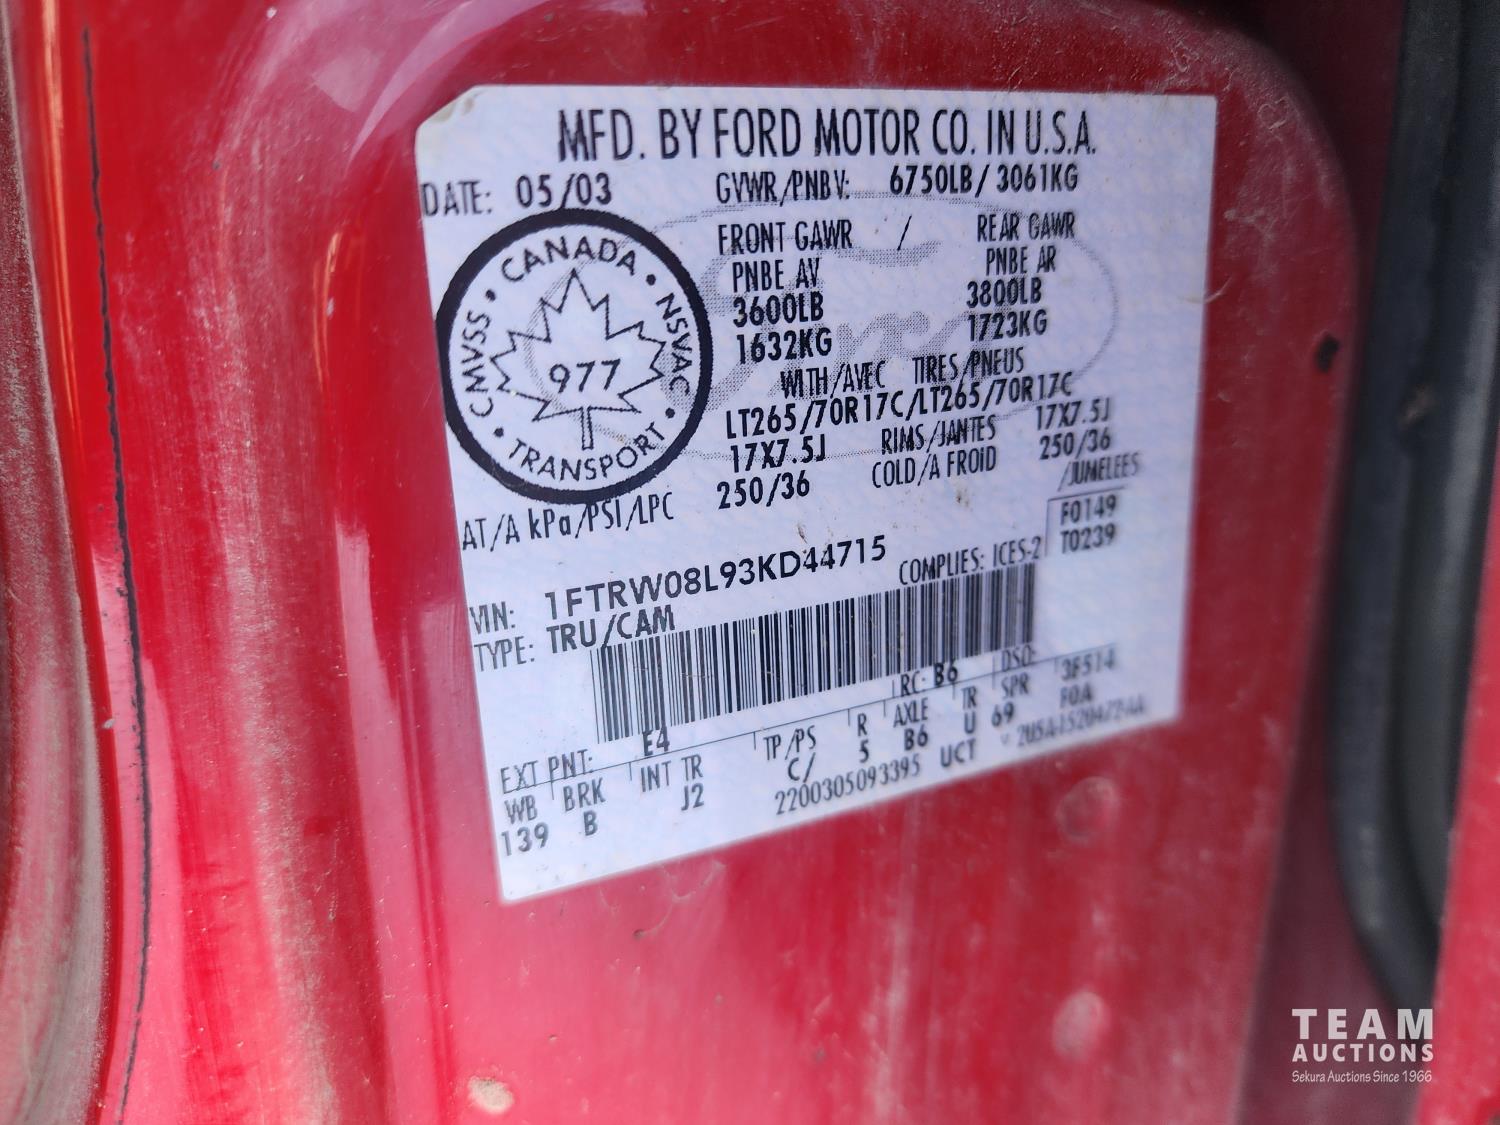 MFD. BY FORD MOTOR CO. IN U.S.A.
DATE: 05/03 GVWR/PNBV: 6750LB/ 3061KG
FRONT GAWR / REAR GAWR
PNBE AV PNBE AR
3600LB 3800LB
1632KG 1723KG
WITH/AVEC TIRES/PNEUS
LT265/70R17C/LT265/70R17C
17X7.5J RIMS/JANTES 17X7.5J
AT/A kPa/PSI/LPC 250/36 COLD/A FROID 250/36
/JUMELEES
CANADA • NSVAC • TRANSPORT • CMVSS •
977
VIN: 1FTRW08L93KD44715 COMPLIES: ICES-2 F0149
TYPE: TRU/CAM T0239
EXT PNT: E4 RC: B6 DSO: 3F514
WB BRK INT TR TP/PS R AXLE TR SPR F0A
139 B J2 C/ 5 B6 U 69
2200305093395 UCT
TEAM
AUCTIONS
Sekura Auctions Since 1966